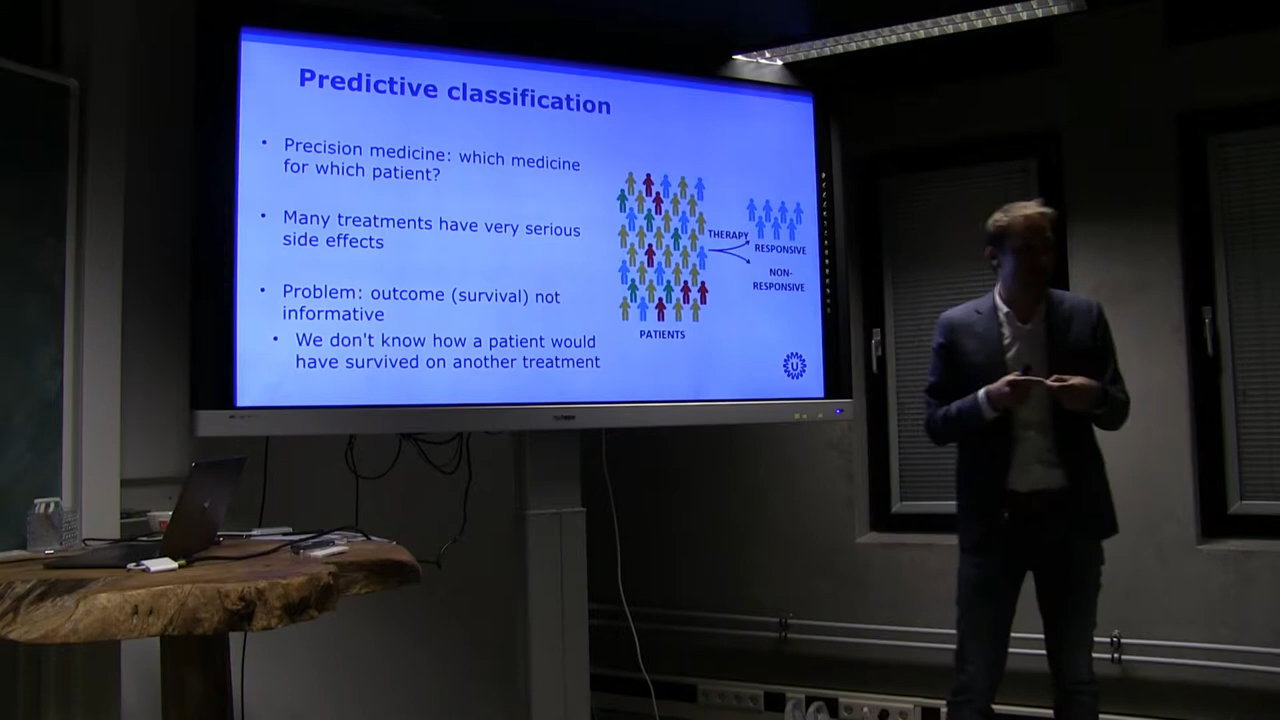 Predictive classification
• Precision medicine: which medicine
for which patient?
• Many treatments have very serious
side effects
• Problem: outcome (survival) not
informative
• We don't know how a patient would
have survived on another treatment
THERAPY
RESPONSIVE
NON-
RESPONSIVE
PATIENTS
U